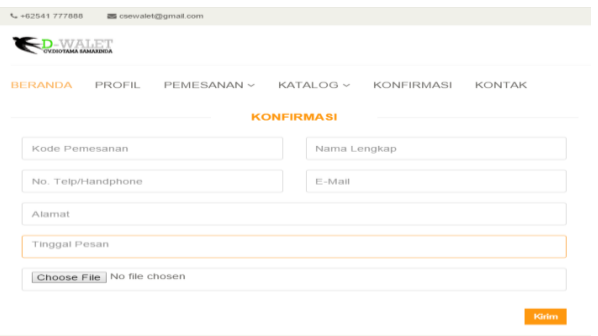 +62541 777888 csewalet@gmail.com
D-WALET
CV.DIOTAMA SAMARINDA
BERANDA PROFIL PEMESANAN KATALOG KONFIRMASI KONTAK
KONFIRMASI
Kode Pemesanan Nama Lengkap
No. Telp/Handphone E-Mail
Alamat
Tinggal Pesan
Choose File No file chosen
Kirim